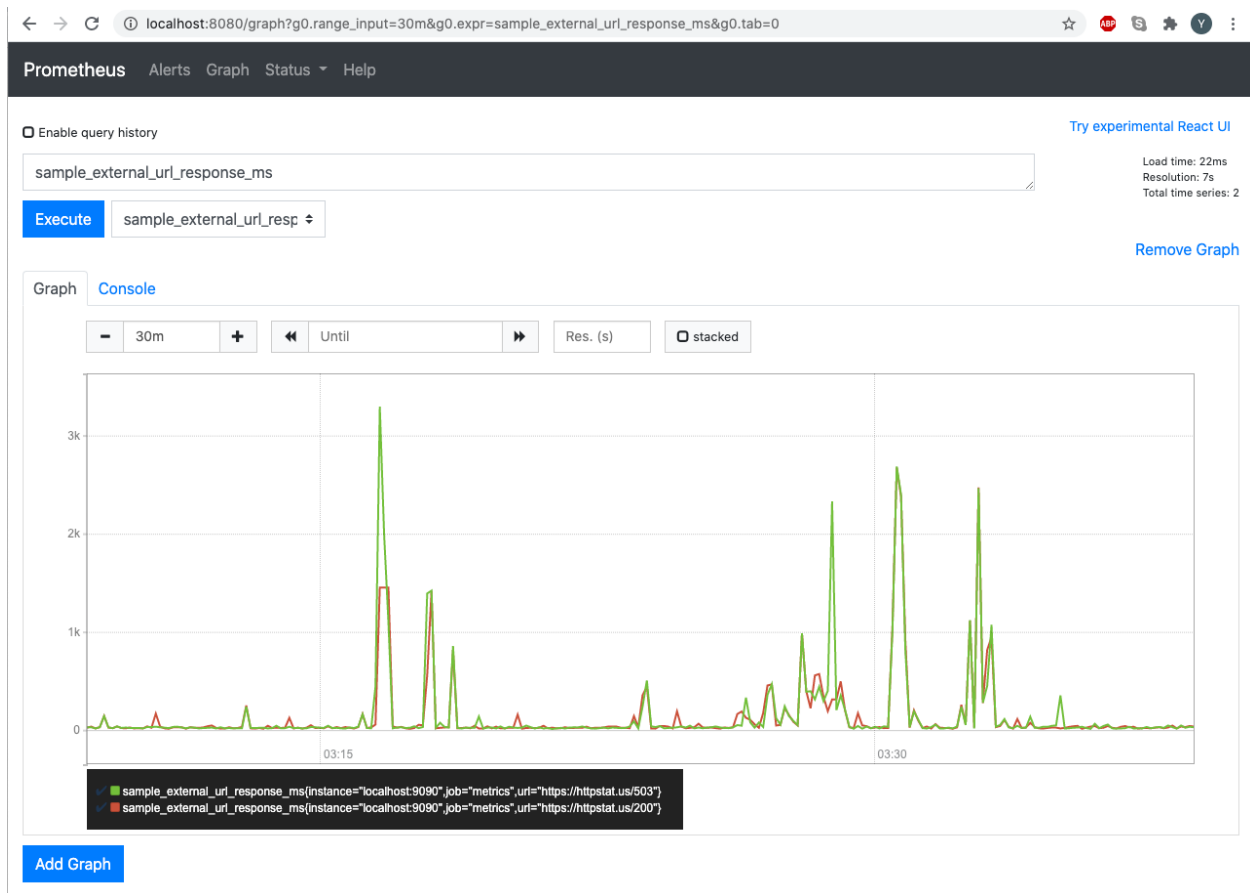 localhost:8080/graph?g0.range_input=30m&g0.expr=sample_external_url_response_ms&g0.tab=0
ABP
S
Y
Prometheus Alerts Graph Status Help
Enable query history
Try experimental React UI
sample_external_url_response_ms
Load time: 22ms
Resolution: 7s
Total time series: 2
Execute
sample_external_url_resp
Remove Graph
Graph Console
30m
Until
Res. (s)
stacked
3k
2k
1k
0
03:15
03:30
sample_external_url_response_ms{instance="localhost:9090",job="metrics",url="https://httpstat.us/503"}
sample_external_url_response_ms{instance="localhost:9090",job="metrics",url="https://httpstat.us/200"}
Add Graph